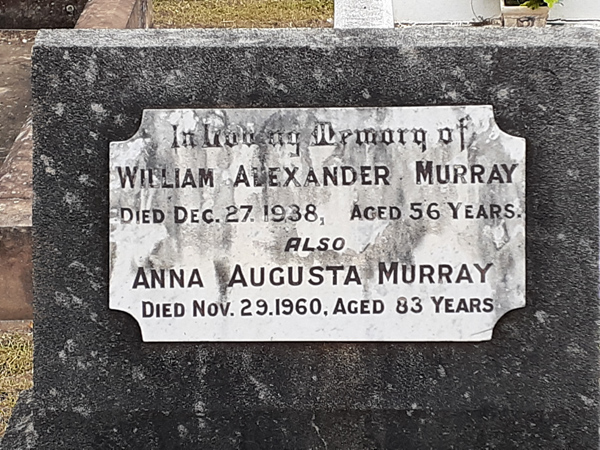 In Loving Memory of
WILLIAM ALEXANDER MURRAY
DIED DEC. 27. 1938, AGED 56 YEARS.
ALSO
ANNA AUGUSTA MURRAY
DIED NOV. 29. 1960, AGED 83 YEARS